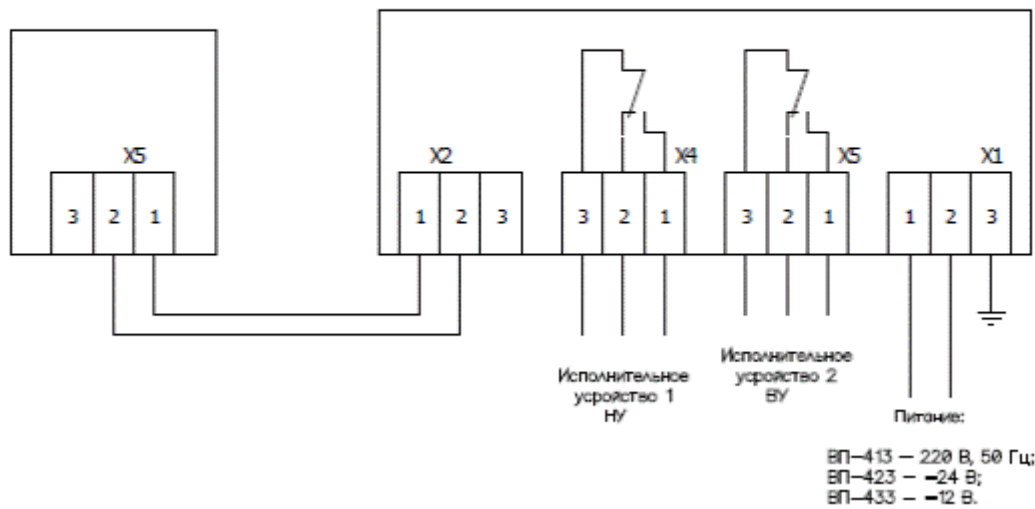 X5
X2
X4
X5
X1
3 2 1
1 2 3
3 2 1
3 2 1
1 2 3
Исполнительное
усройство 1
НУ
Исполнительное
усройство 2
ВУ
Питание:
ВП-413 – 220 В, 50 Гц;
ВП-423 – =24 В;
ВП-433 – =12 В.